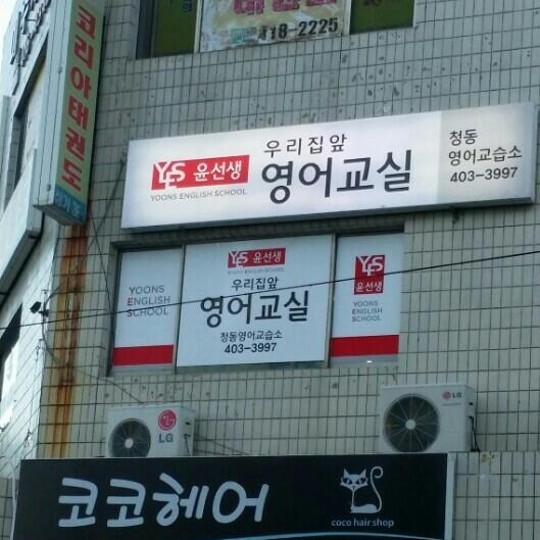 418-2225
코리아태권도
YES 윤선생
YOONS ENGLISH SCHOOL
우리집앞
영어교실
청동
영어교습소
403-3997
YOONS
ENGLISH
SCHOOL
YES 윤선생
YOONS ENGLISH SCHOOL
우리집앞
영어교실
청동영어교습소
403-3997
YES
윤선생
YOONS
ENGLISH
SCHOOL
LG
LG
코코헤어
coco hair shop